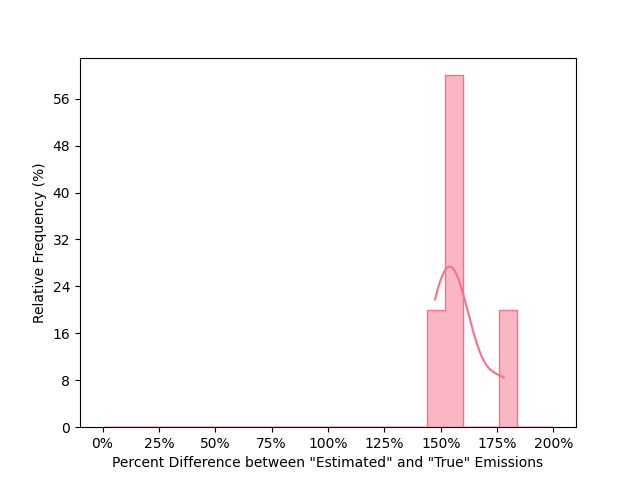 56
48
40
32
24
16
8
0
Relative Frequency (%)
0% 25% 50% 75% 100% 125% 150% 175% 200%
Percent Difference between "Estimated" and "True" Emissions